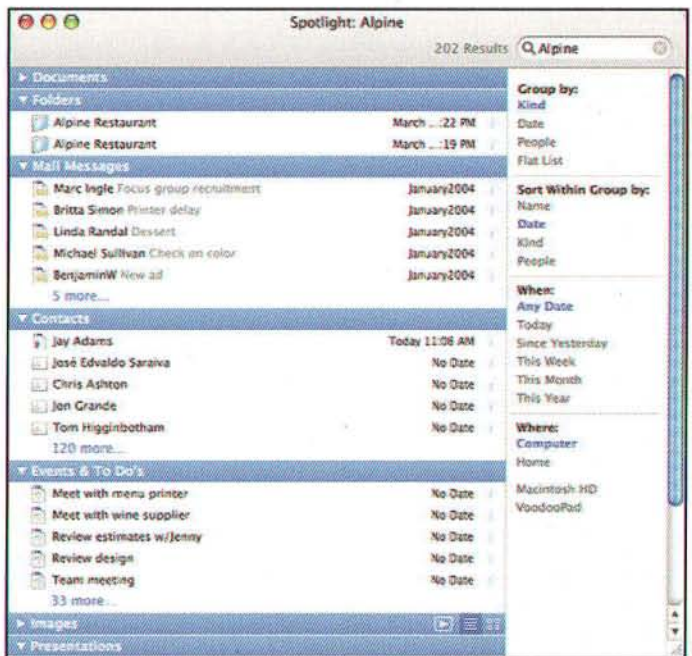 Spotlight: Alpine
202 Results Alpine
Documents
Folders
Alpine Restaurant March ...:22 PM
Alpine Restaurant March ...:19 PM
Mail Messages
Marc Ingle Focus group recruitment January2004
Britta Simon Printer delay January2004
Linda Randal Dessert January2004
Michael Sullivan Check on color January2004
BenjaminW New ad January2004
5 more...
Contacts
Jay Adams Today 11:08 AM
José Edvaldo Saraiva No Date
Chris Ashton No Date
Jon Grande No Date
Tom Higginbotham No Date
120 more...
Events & To Do's
Meet with menu printer No Date
Meet with wine supplier No Date
Review estimates w/Jenny No Date
Review design No Date
Team meeting No Date
33 more...
Images
Presentations
Group by:
Kind
Date
People
Flat List
Sort Within Group by:
Name
Date
Kind
People
When:
Any Date
Today
Since Yesterday
This Week
This Month
This Year
Where:
Computer
Home
Macintosh HD
VoodooPad